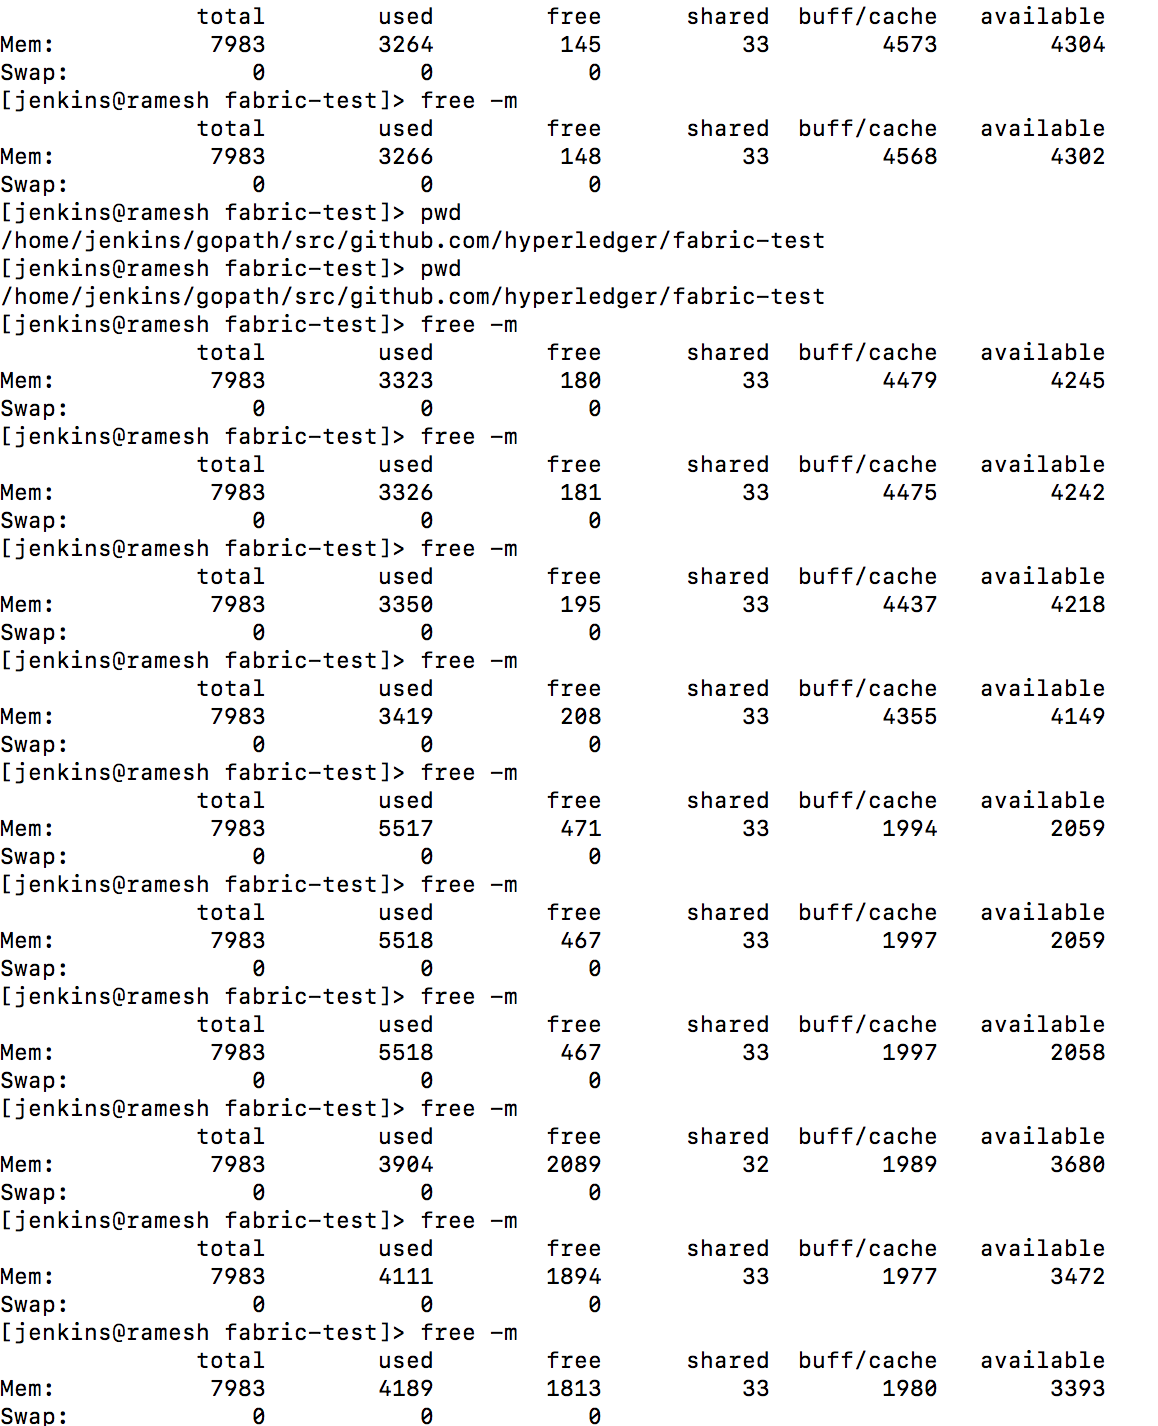 total        used        free      shared  buff/cache   available
Mem:           7983        3264         145          33        4573        4304
Swap:             0           0           0
[jenkins@ramesh fabric-test]> free -m
              total        used        free      shared  buff/cache   available
Mem:           7983        3266         148          33        4568        4302
Swap:             0           0           0
[jenkins@ramesh fabric-test]> pwd
/home/jenkins/gopath/src/github.com/hyperledger/fabric-test
[jenkins@ramesh fabric-test]> pwd
/home/jenkins/gopath/src/github.com/hyperledger/fabric-test
[jenkins@ramesh fabric-test]> free -m
              total        used        free      shared  buff/cache   available
Mem:           7983        3323         180          33        4479        4245
Swap:             0           0           0
[jenkins@ramesh fabric-test]> free -m
              total        used        free      shared  buff/cache   available
Mem:           7983        3326         181          33        4475        4242
Swap:             0           0           0
[jenkins@ramesh fabric-test]> free -m
              total        used        free      shared  buff/cache   available
Mem:           7983        3350         195          33        4437        4218
Swap:             0           0           0
[jenkins@ramesh fabric-test]> free -m
              total        used        free      shared  buff/cache   available
Mem:           7983        3419         208          33        4355        4149
Swap:             0           0           0
[jenkins@ramesh fabric-test]> free -m
              total        used        free      shared  buff/cache   available
Mem:           7983        5517         471          33        1994        2059
Swap:             0           0           0
[jenkins@ramesh fabric-test]> free -m
              total        used        free      shared  buff/cache   available
Mem:           7983        5518         467          33        1997        2059
Swap:             0           0           0
[jenkins@ramesh fabric-test]> free -m
              total        used        free      shared  buff/cache   available
Mem:           7983        5518         467          33        1997        2058
Swap:             0           0           0
[jenkins@ramesh fabric-test]> free -m
              total        used        free      shared  buff/cache   available
Mem:           7983        3904        2089          32        1989        3680
Swap:             0           0           0
[jenkins@ramesh fabric-test]> free -m
              total        used        free      shared  buff/cache   available
Mem:           7983        4111        1894          33        1977        3472
Swap:             0           0           0
[jenkins@ramesh fabric-test]> free -m
              total        used        free      shared  buff/cache   available
Mem:           7983        4189        1813          33        1980        3393
Swap:             0           0           0